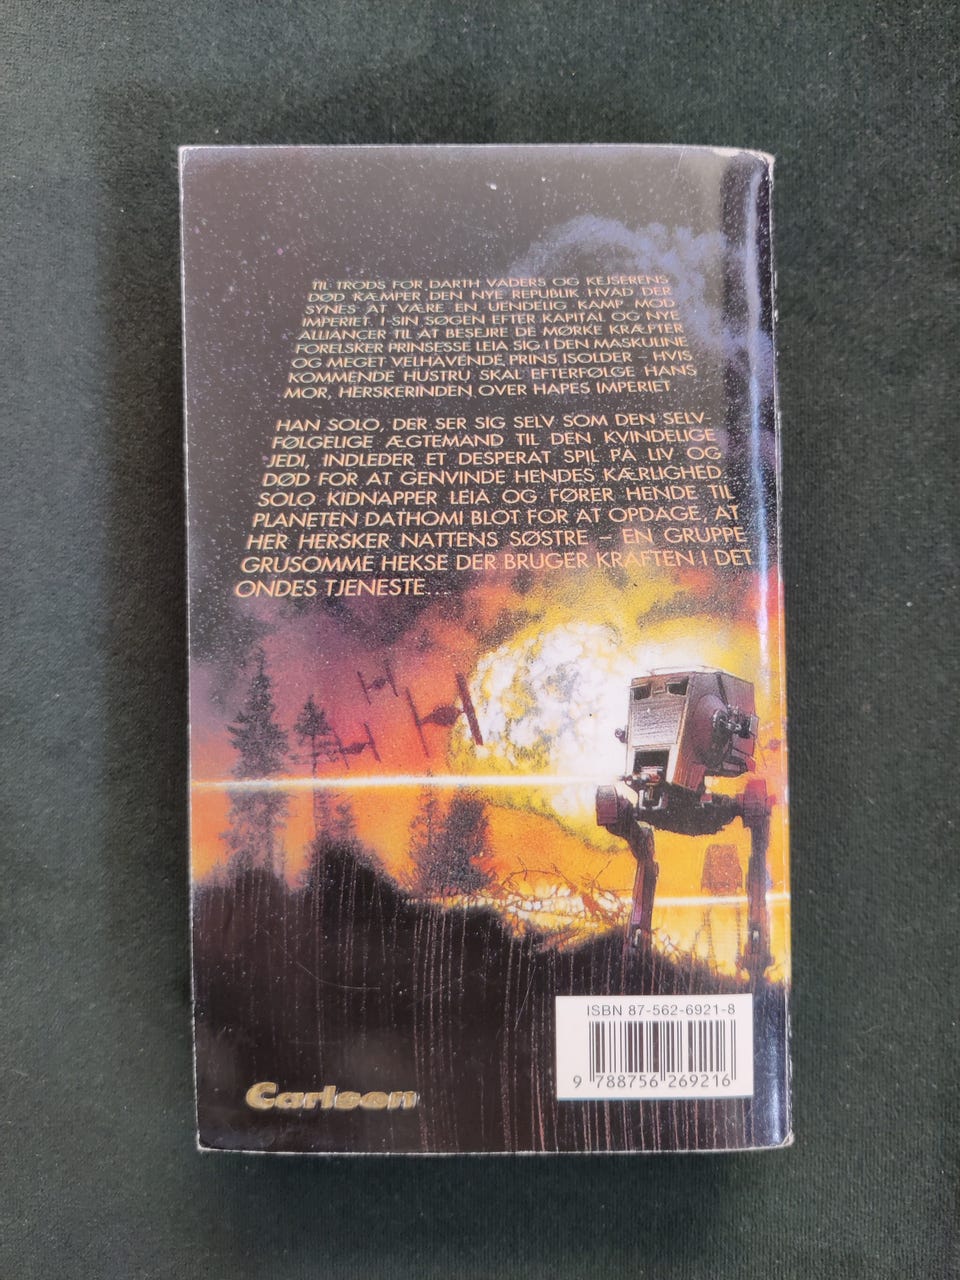 TIL TRODS FOR DARTH VADERS OG KEJSERENS
DØD KÆMPER DEN NYE REPUBLIK HVAD DER
SYNES AT VÆRE EN UENDELIG KAMP MOD
IMPERIET. I SIN SØGEN EFTER KAPITAL OG NYE
ALLIANCER TIL AT BESEJRE DE MØRKE KRÆFTER
FORELSKER PRINSESSE LEIA SIG I DEN MASKULINE
OG MEGET VELHAVENDE PRINS ISOLDER – HVIS
KOMMENDE HUSTRU SKAL EFTERFØLGE HANS
MOR, HERSKERINDEN OVER HAPES IMPERIET.
HAN SOLO, DER SER SIG SELV SOM DEN SELV-
FØLGELIGE ÆGTEMAND TIL DEN KVINDELIGE
JEDI, INDLEDER ET DESPERAT SPIL PÅ LIV OG
DØD FOR AT GENVINDE HENDES KÆRLIGHED.
SOLO KIDNAPPER LEIA OG FØRER HENDE TIL
PLANETEN DATHOMI BLOT FOR AT OPDAGE, AT
HER HERSKER NATTENS SØSTRE – EN GRUPPE
GRUSOMME HEKSE DER BRUGER KRAFTEN I DET
ONDES TJENESTE...
ISBN 87-562-6921-8
9 788756 269216
Carlsen